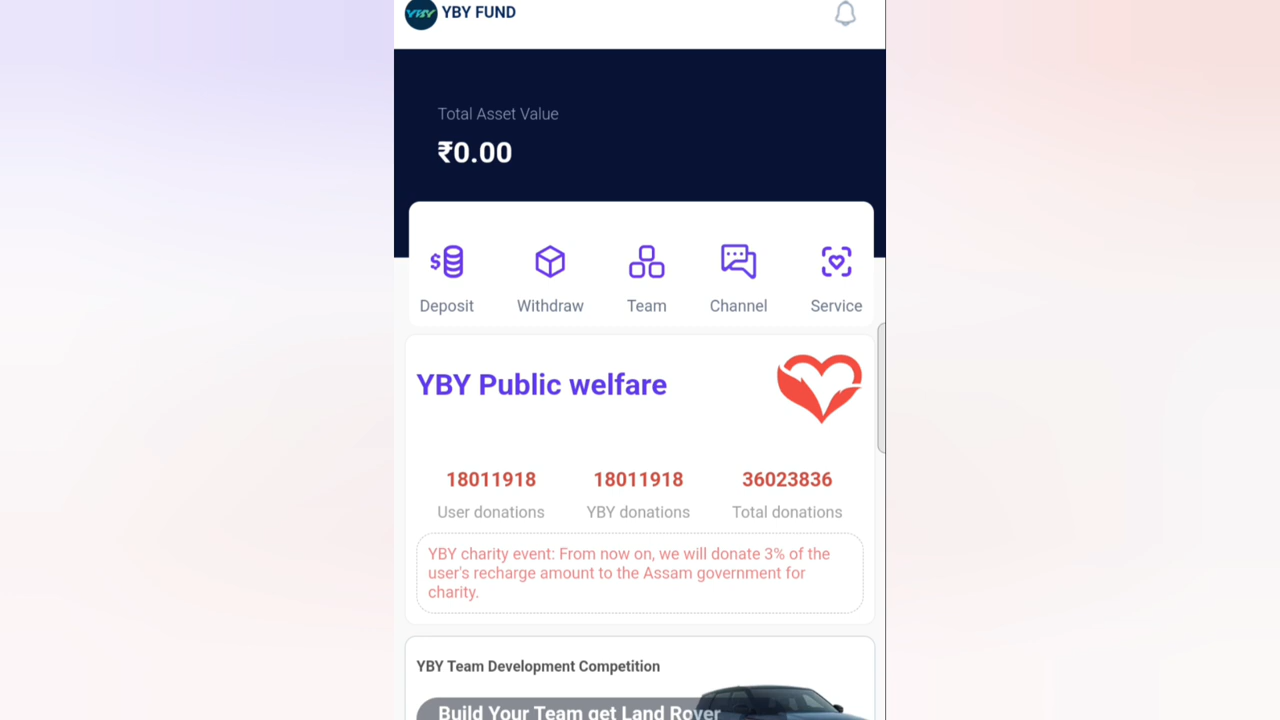 YBY YBY FUND
Total Asset Value
₹0.00
Deposit Withdraw Team Channel Service
YBY Public welfare
18011918 18011918 36023836
User donations YBY donations Total donations
YBY charity event: From now on, we will donate 3% of the
user's recharge amount to the Assam government for
charity.
YBY Team Development Competition
Build Your Team get Land Rover